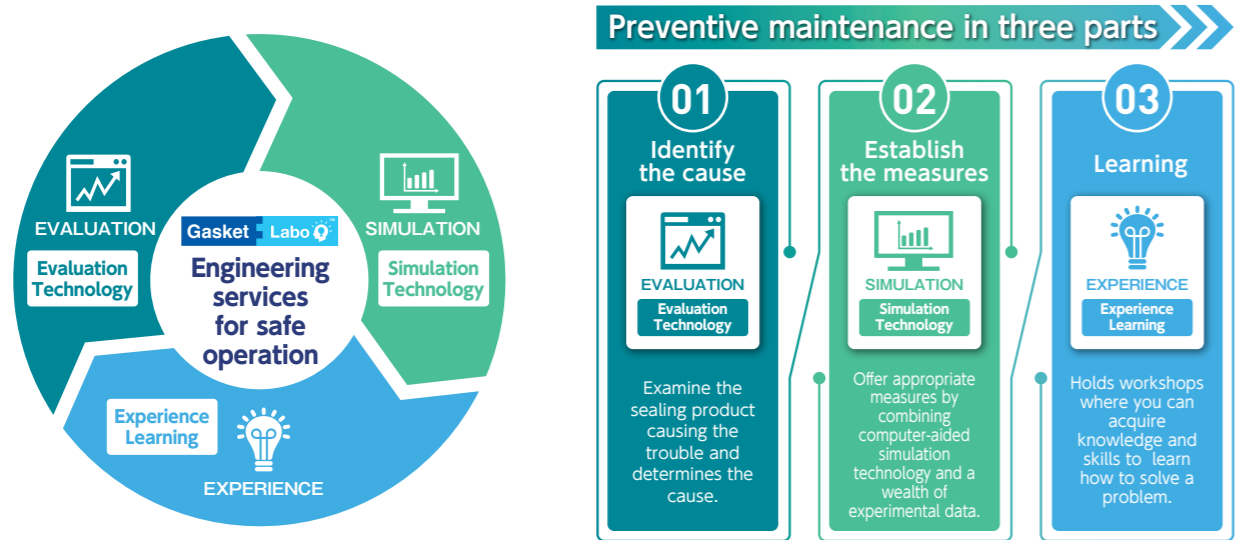 EVALUATION
Evaluation
Technology
SIMULATION
Simulation
Technology
Gasket Labo ™
Engineering
services
for safe
operation
Experience
Learning
EXPERIENCE
Preventive maintenance in three parts
01
Identify
the cause
EVALUATION
Evaluation
Technology
Examine the
sealing product
causing the
trouble and
determines the
cause.
02
Establish
the measures
SIMULATION
Simulation
Technology
Offer appropriate
measures by
combining
computer-aided
simulation
technology and a
wealth of
experimental data.
03
Learning
EXPERIENCE
Experience
Learning
Holds workshops
where you can
acquire
knowledge and
skills to learn
how to solve a
problem.